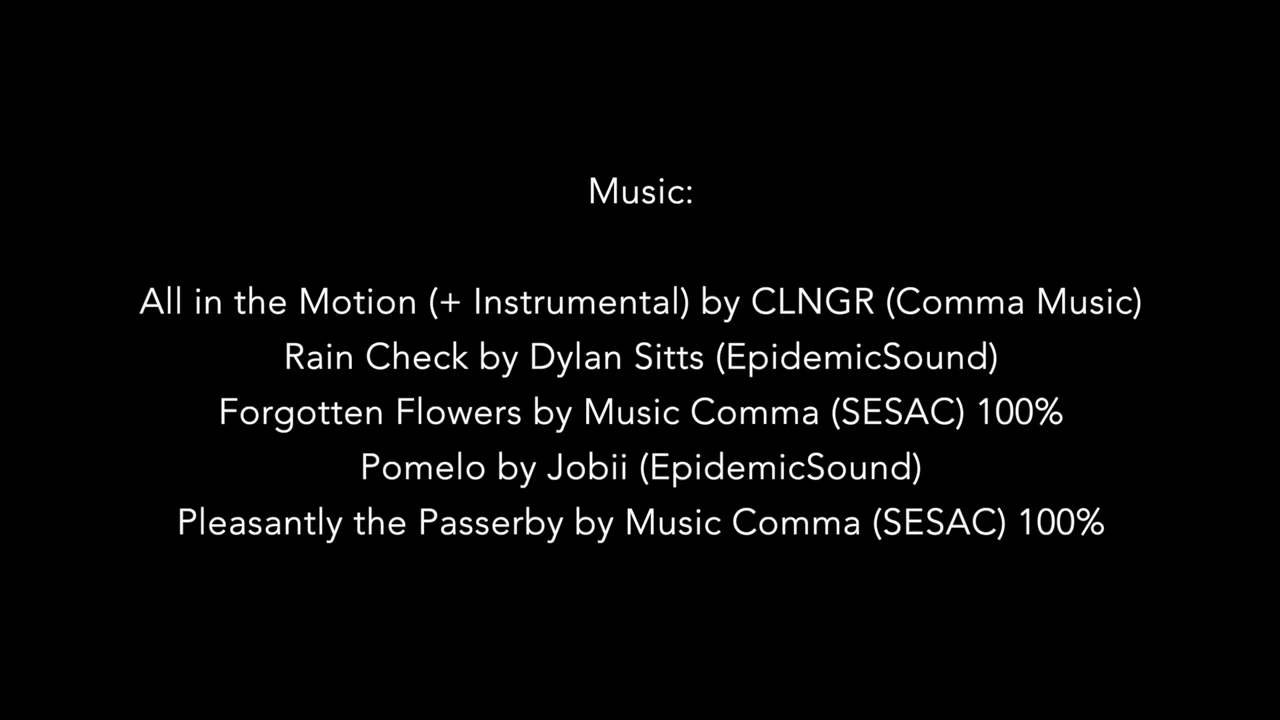 Music:
All in the Motion (+ Instrumental) by CLNGR (Comma Music)
Rain Check by Dylan Sitts (EpidemicSound)
Forgotten Flowers by Music Comma (SESAC) 100%
Pomelo by Jobii (EpidemicSound)
Pleasantly the Passerby by Music Comma (SESAC) 100%